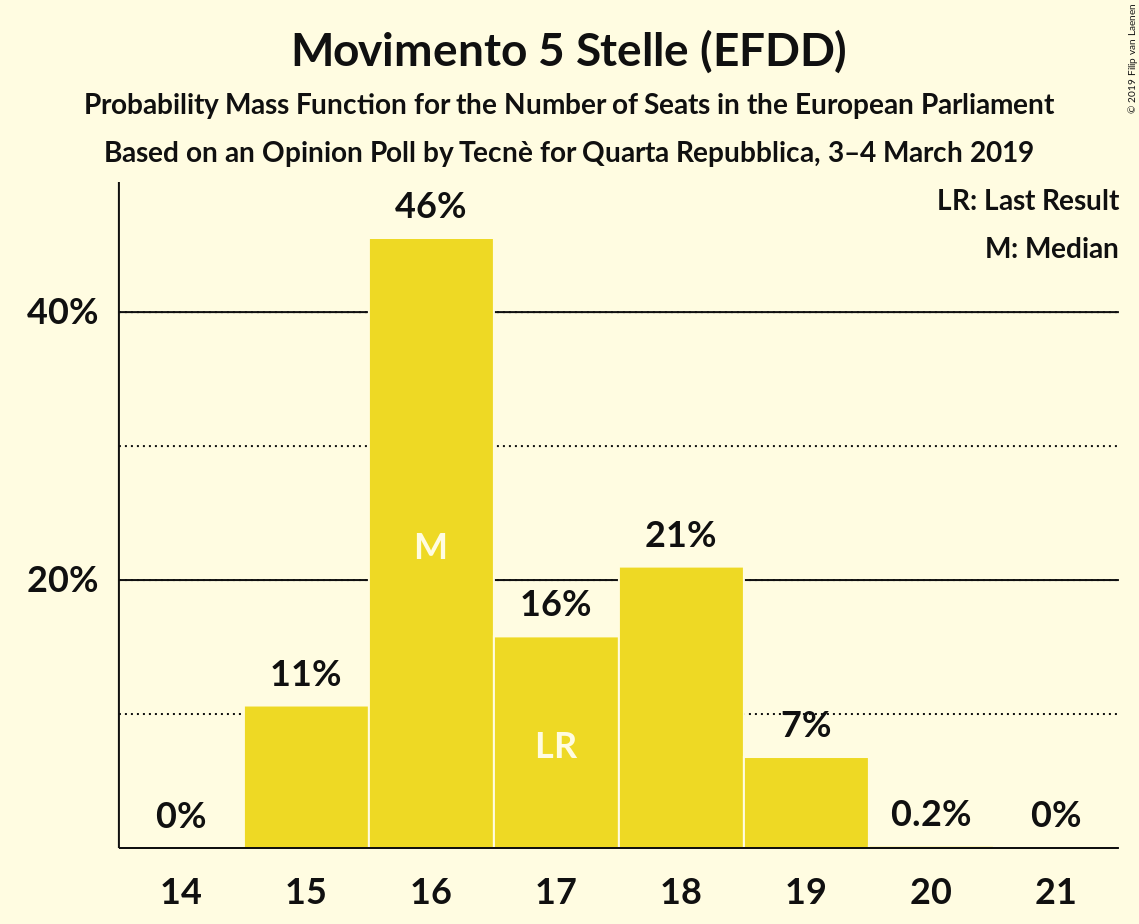 Movimento 5 Stelle (EFDD)
Probability Mass Function for the Number of Seats in the European Parliament
Based on an Opinion Poll by Tecnè for Quarta Repubblica, 3–4 March 2019
© 2019 Filip van Laenen
LR: Last Result
M: Median
46%
40%
M
21%
20%
16%
11%
LR
7%
0%
0.2%
0%
14 15 16 17 18 19 20 21